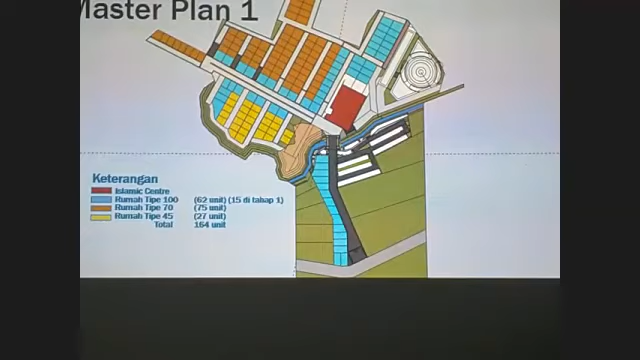 Master Plan 1
Keterangan
Islamic Centre
Rumah Tipe 100 (62 unit) (15 di tahap 1)
Rumah Tipe 70 (75 unit)
Rumah Tipe 45 (27 unit)
Total 164 unit